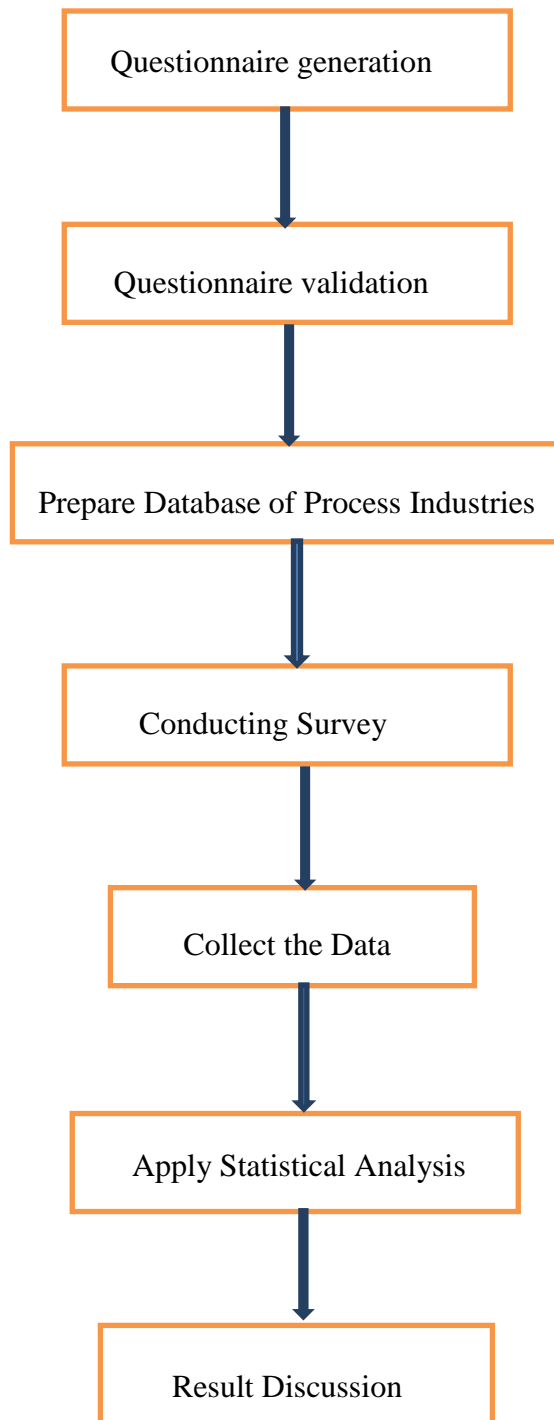 Questionnaire generation
Questionnaire validation
Prepare Database of Process Industries
Conducting Survey
Collect the Data
Apply Statistical Analysis
Result Discussion